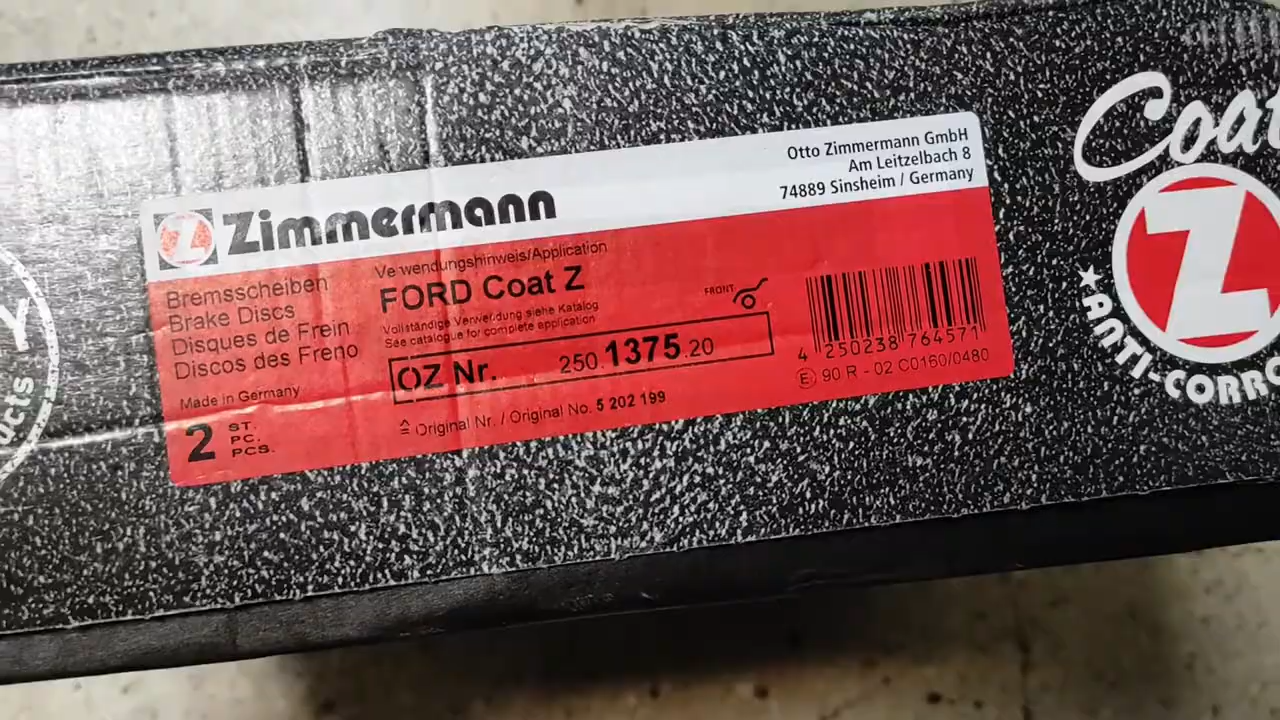 Zimmermann
Otto Zimmermann GmbH
Am Leitzelbach 8
74889 Sinsheim / Germany
Bremsscheiben
Brake Discs
Disques de Frein
Discos des Freno
Made in Germany
2 ST.
PC.
PCS.
Ve wendungshinweis/Application
FORD Coat Z
Vollständige Verwendung siehe Katalog
See catalogue for complete application
OZ Nr. 250.1375.20
≙ Original Nr. / Original No. 5 202 199
FRONT
4 250238 764571
E 90 R - 02 C0160/0480
Coat
Z
ANTI-CORRO
Y
ucts